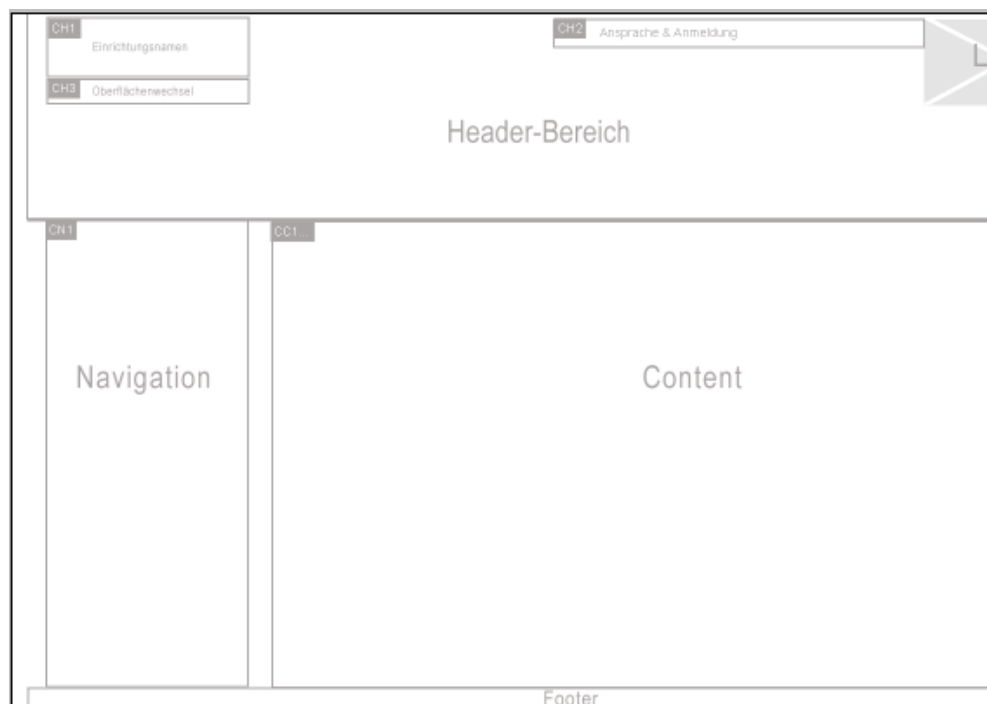 CH1
Einrichtungsnamen
CH2 Ansprache & Anmeldung
CH3 Oberflächenwechsel
Header-Bereich
CN1
CC1...
Navigation
Content
Footer